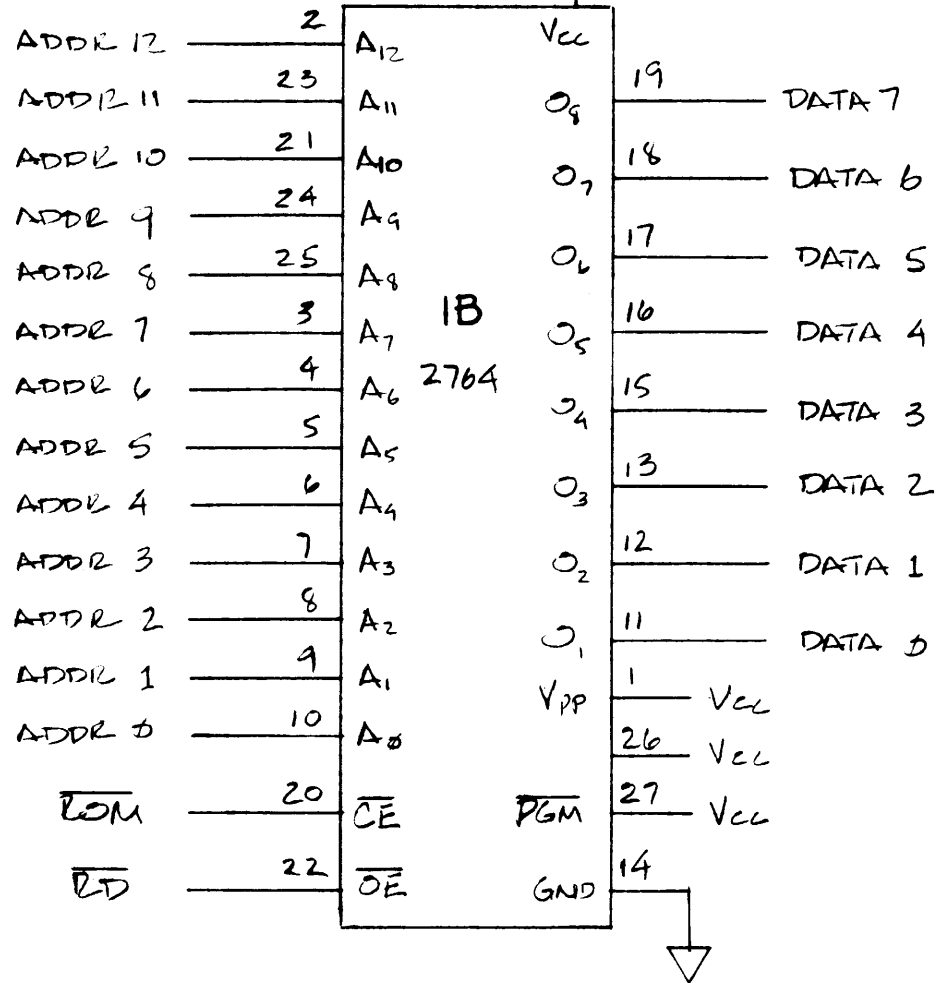 ADDR 12 2 A12 Vcc
ADDR 11 23 A11 O8 19 DATA 7
ADDR 10 21 A10 O7 18 DATA 6
ADDR 9 24 A9
ADDR 8 25 A8 O6 17 DATA 5
ADDR 7 3 A7 1B O5 16 DATA 4
ADDR 6 4 A6 2764
O4 15 DATA 3
ADDR 5 5 A5
ADDR 4 6 A4 O3 13 DATA 2
ADDR 3 7 A3 O2 12 DATA 1
ADDR 2 8 A2
O1 11 DATA 0
ADDR 1 9 A1 VPP 1 Vcc
ADDR 0 10 A0 26 Vcc
ROM 20 CE PGM 27 Vcc
RD 22 OE GND 14